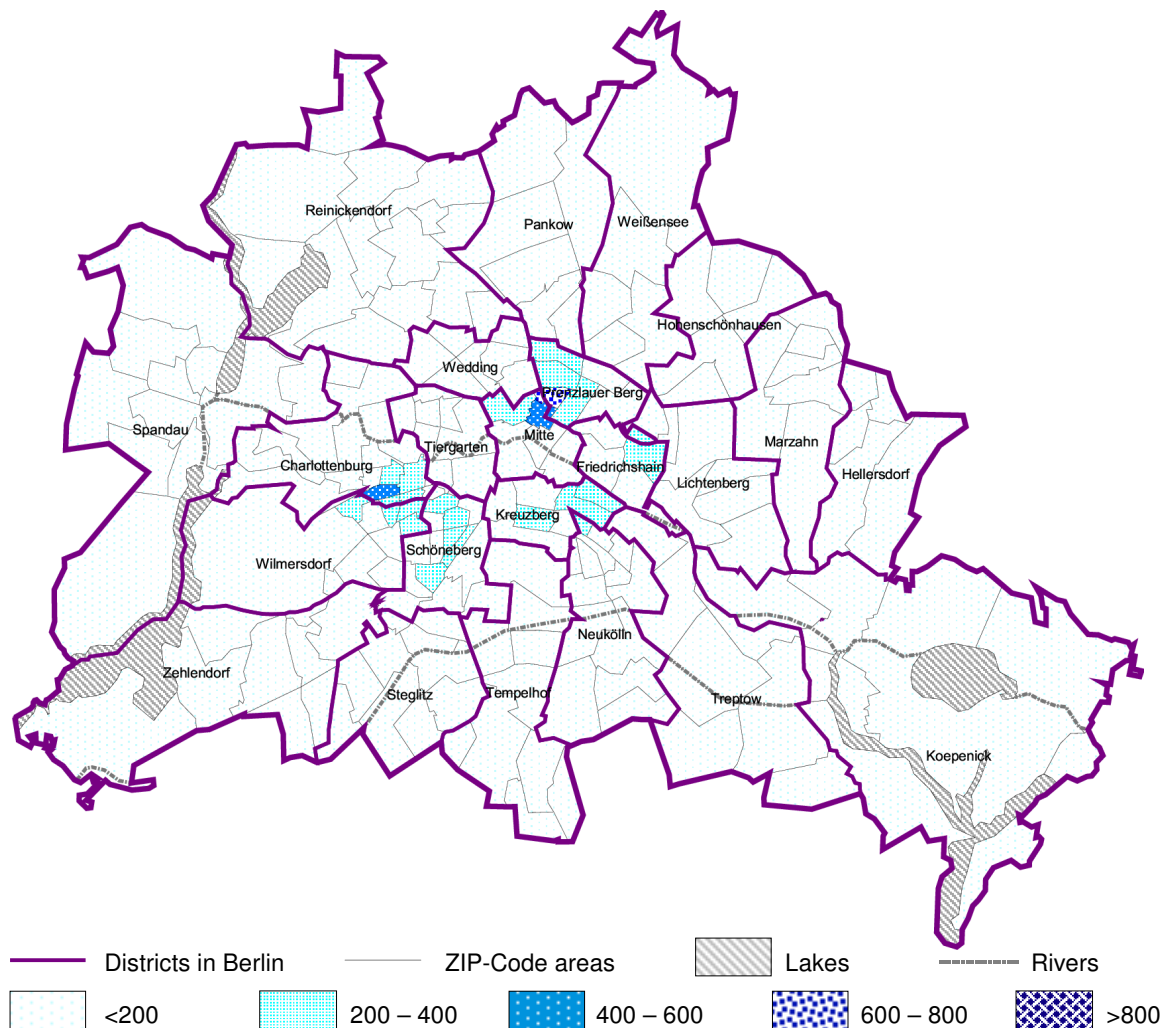 Reinickendorf
Pankow
Weißensee
Hohenschönhausen
Wedding
Prenzlauer Berg
Spandau
Mitte
Tiergarten
Marzahn
Charlottenburg
Friedrichshain
Hellersdorf
Lichtenberg
Kreuzberg
Schöneberg
Wilmersdorf
Neukölln
Zehlendorf
Steglitz
Tempelhof
Treptow
Koepenick
Districts in Berlin ZIP-Code areas Lakes Rivers
<200 200 – 400 400 – 600 600 – 800 >800